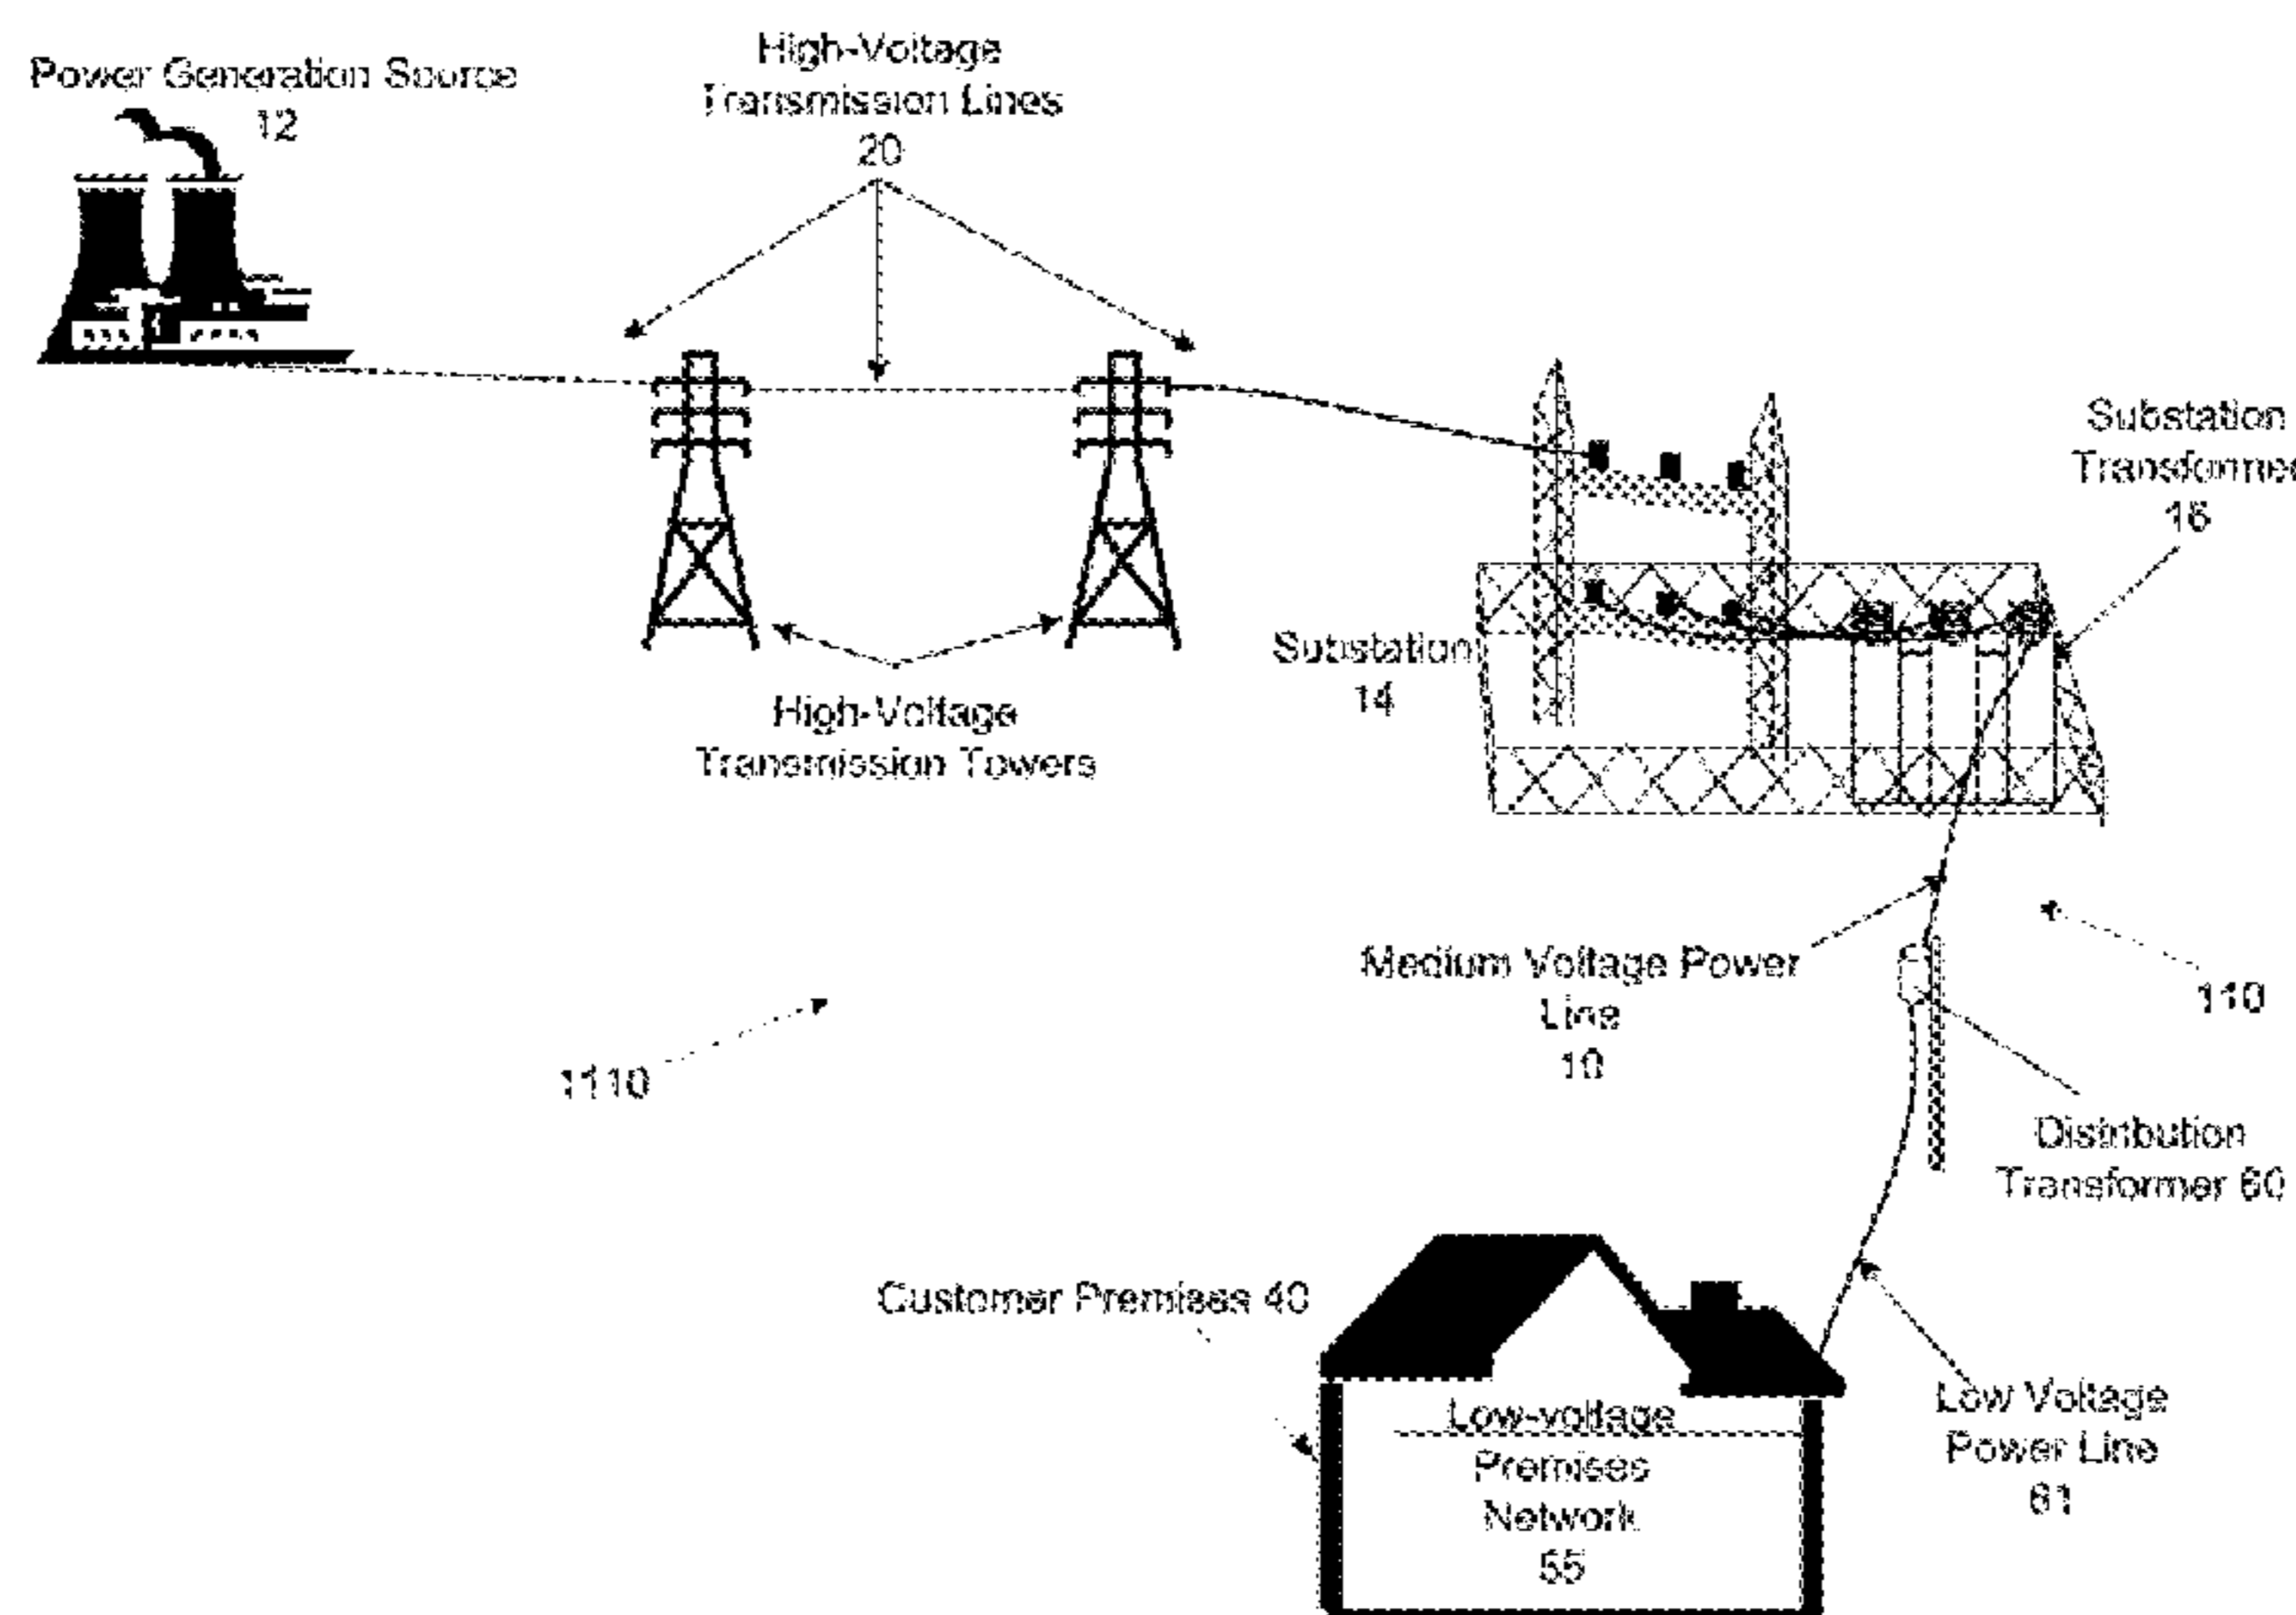 Power Generation Source
12
High-Voltage
Transmission Lines
20
High-Voltage
Transmission Towers
Substation
Transformer
16
Substation
14
Medium Voltage Power
Line
10
110
1110
Distribution
Transformer 60
Customer Premises 40
Low-voltage
Premises
Network
55
Low Voltage
Power Line
61